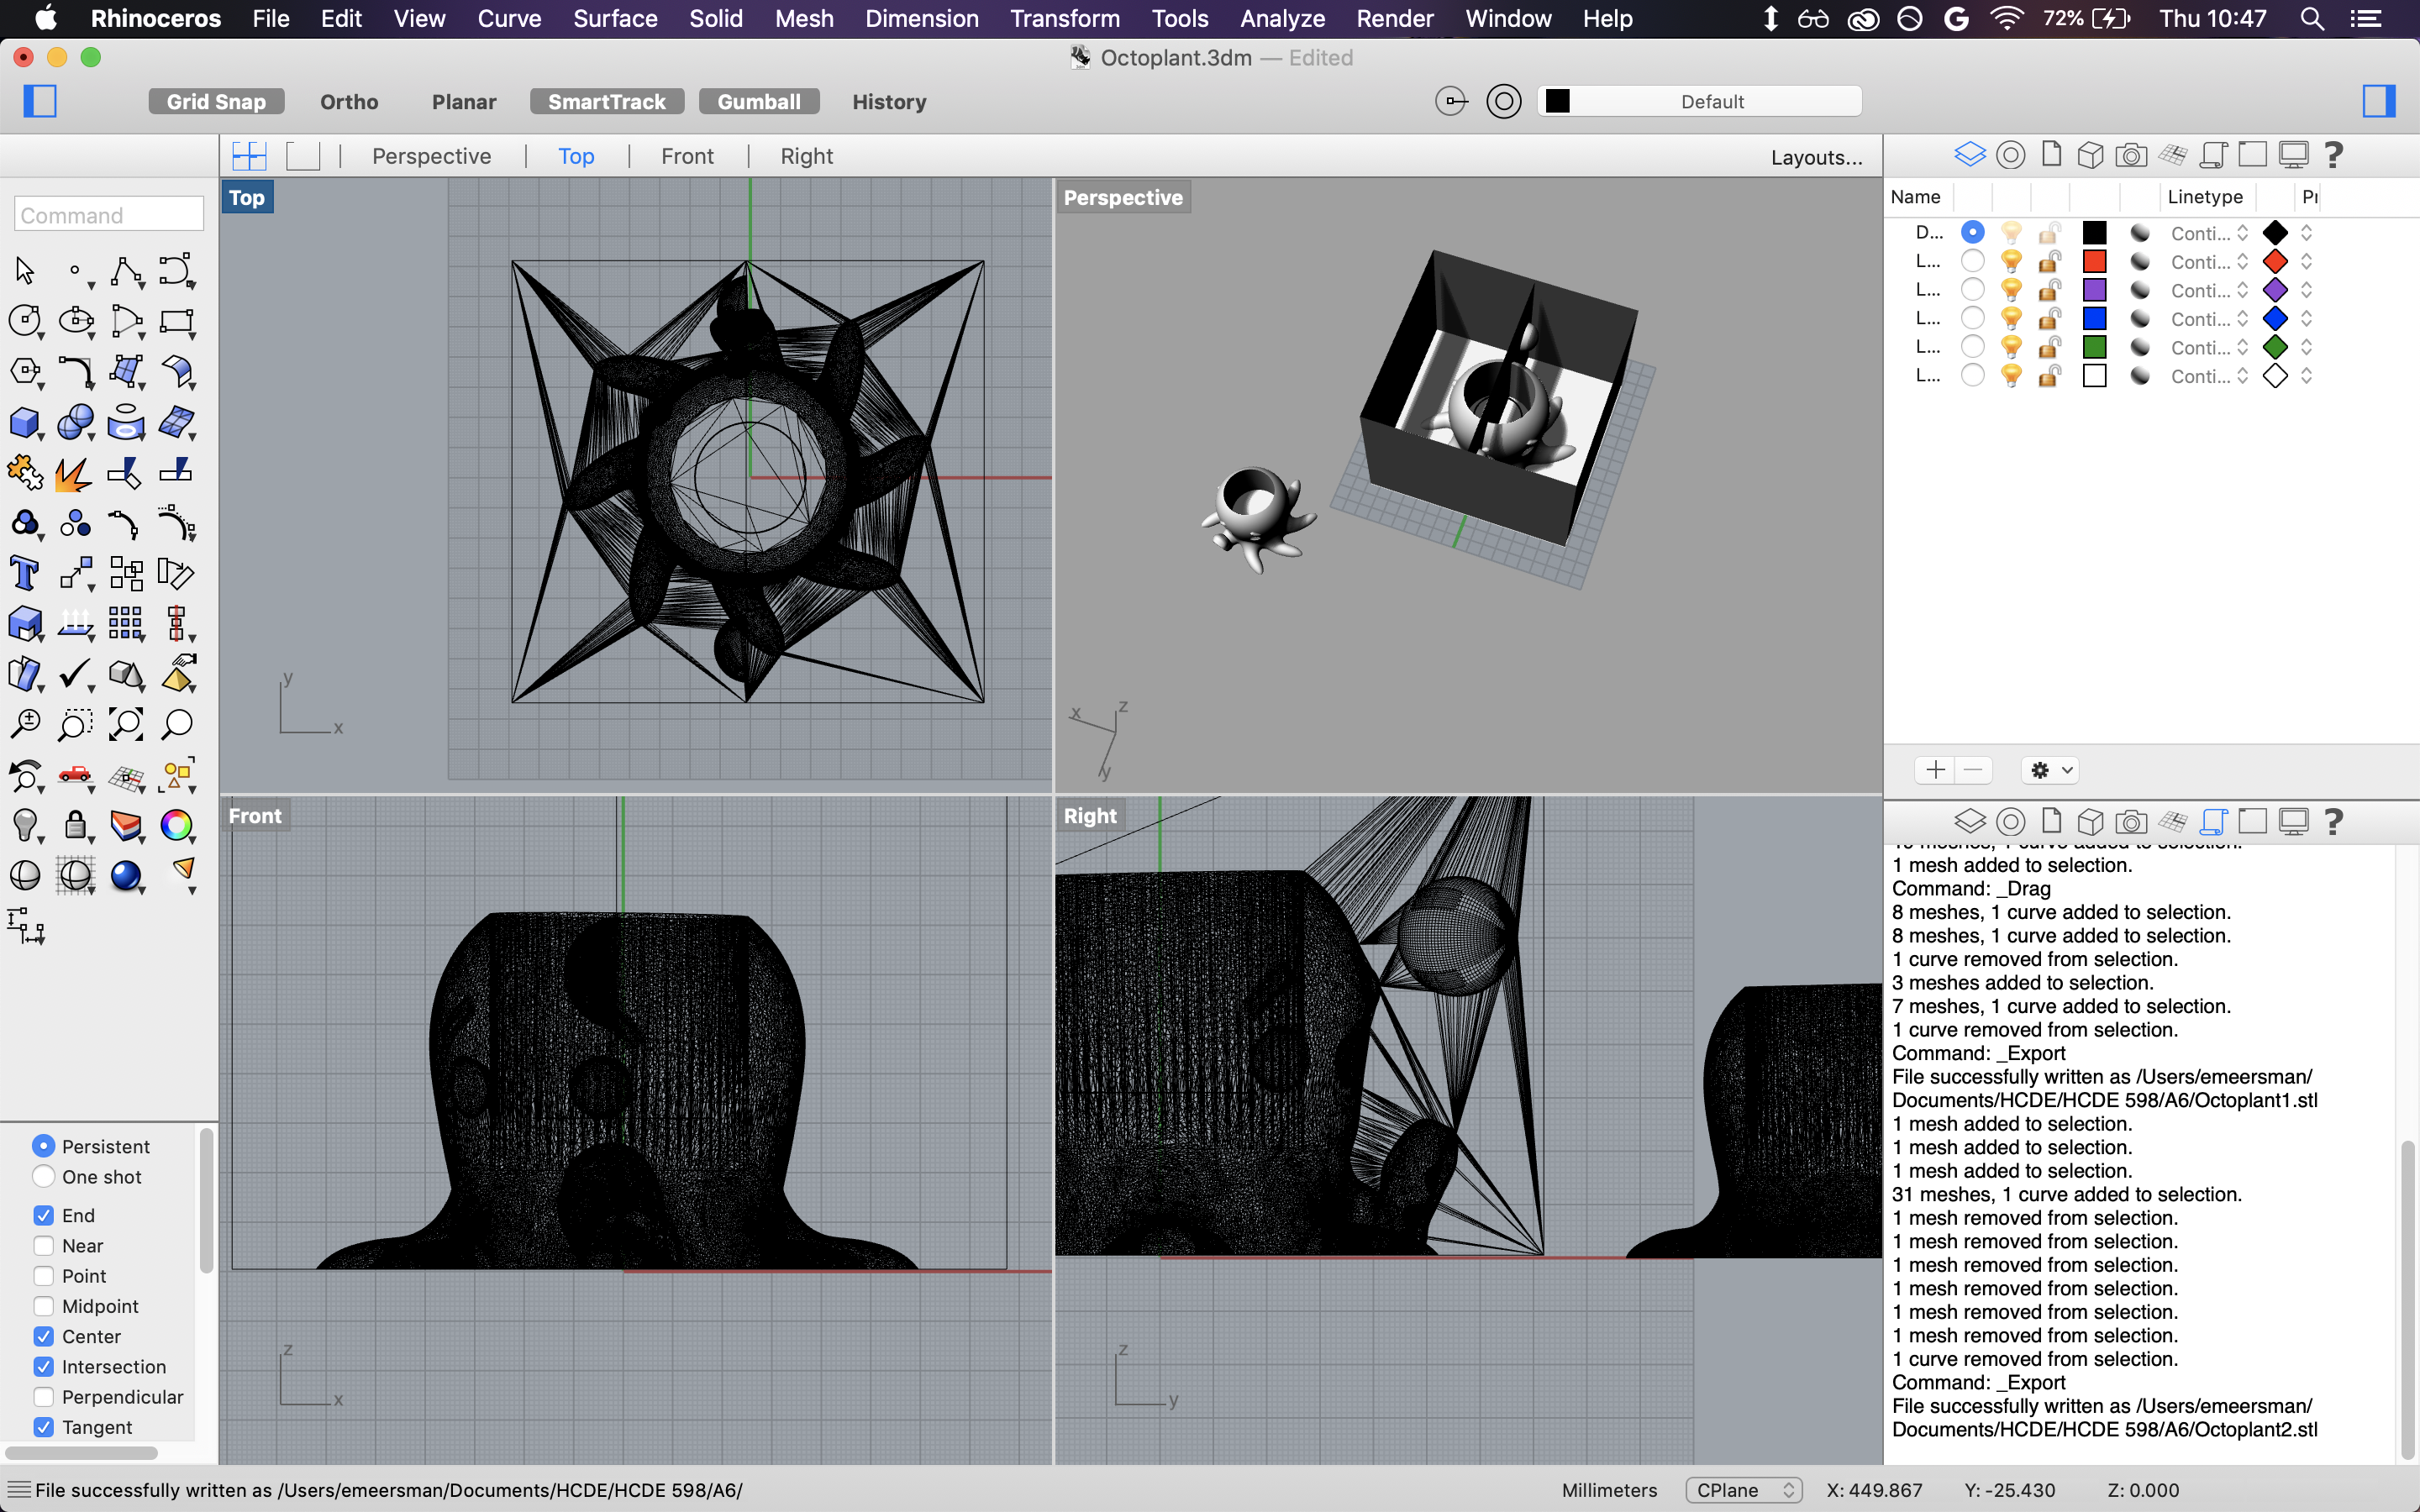 Rhinoceros File Edit View Curve Surface Solid Mesh Dimension Transform Tools Analyze Render Window Help 72% Thu 10:47
Octoplant.3dm — Edited
Grid Snap Ortho Planar SmartTrack Gumball History Default
Perspective Top Front Right Layouts...
Command
Top
y
x
Perspective
x z
y
Front
z
x
Right
z
y
Name Linetype
D... Conti...
L... Conti...
L... Conti...
L... Conti...
L... Conti...
L... Conti...
1 mesh added to selection.
Command: _Drag
8 meshes, 1 curve added to selection.
8 meshes, 1 curve added to selection.
1 curve removed from selection.
3 meshes added to selection.
7 meshes, 1 curve added to selection.
1 curve removed from selection.
Command: _Export
File successfully written as /Users/emeersman/
Documents/HCDE/HCDE 598/A6/Octoplant1.stl
1 mesh added to selection.
1 mesh added to selection.
1 mesh added to selection.
31 meshes, 1 curve added to selection.
1 mesh removed from selection.
1 mesh removed from selection.
1 mesh removed from selection.
1 mesh removed from selection.
1 mesh removed from selection.
1 mesh removed from selection.
1 curve removed from selection.
Command: _Export
File successfully written as /Users/emeersman/
Documents/HCDE/HCDE 598/A6/Octoplant2.stl
Persistent
One shot
End
Near
Point
Midpoint
Center
Intersection
Perpendicular
Tangent
File successfully written as /Users/emeersman/Documents/HCDE/HCDE 598/A6/ Millimeters CPlane X: 449.867 Y: -25.430 Z: 0.000